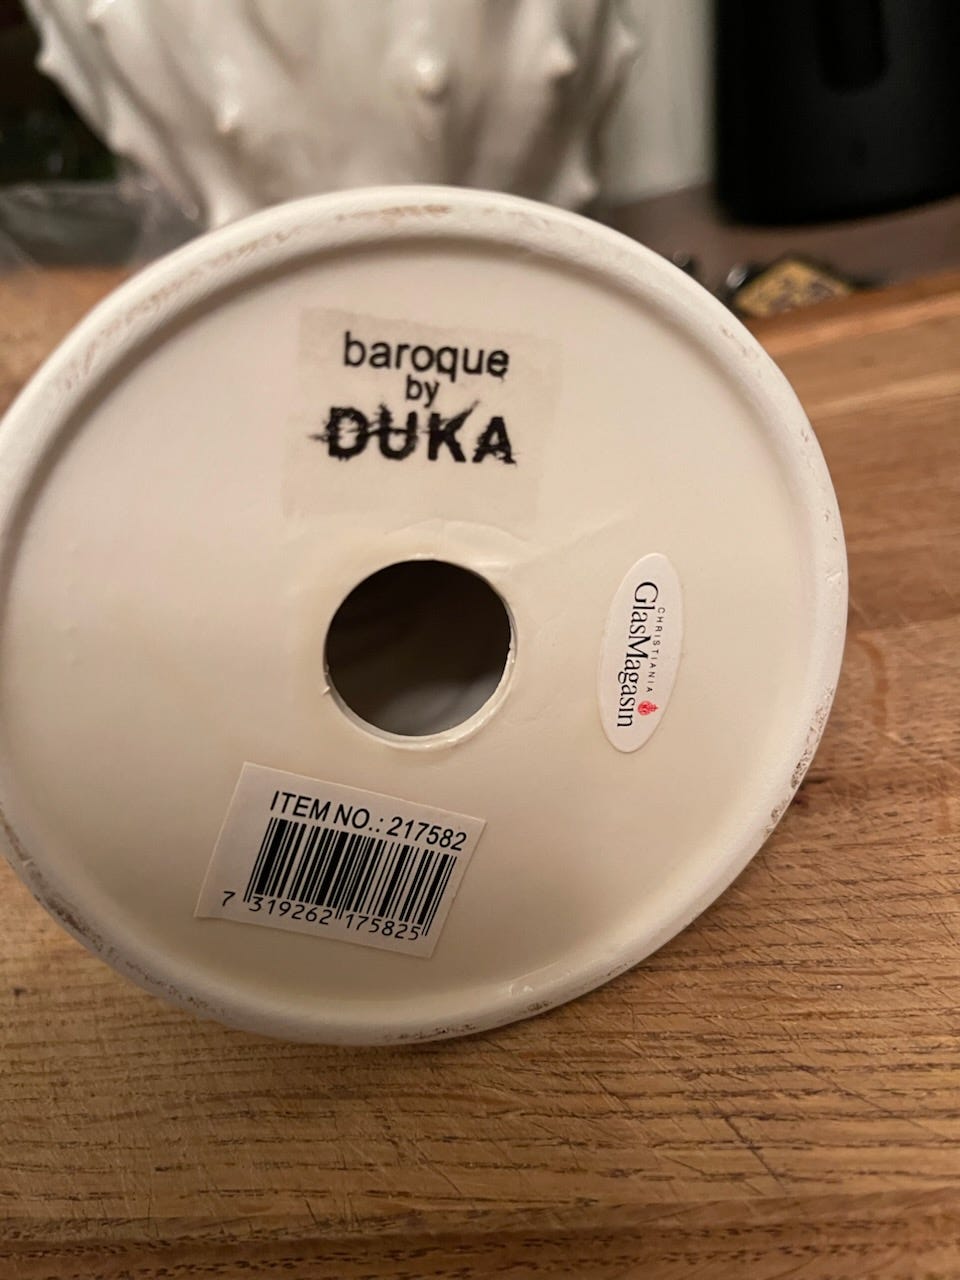 baroque
by
DUKA
CHRISTIANIA
GlasMagasin
ITEM NO.: 217582
7 319262 175825